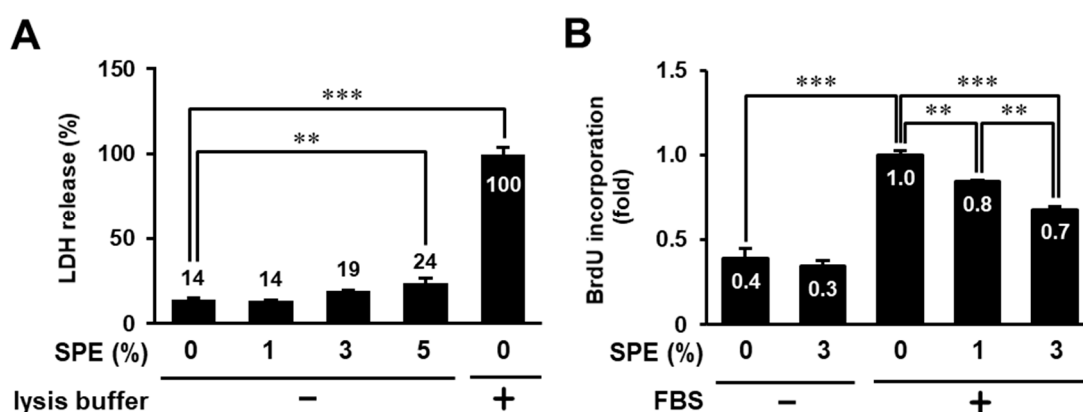 A
LDH release (%)
150
100
50
0
***
**
14
14
19
24
100
SPE (%) 0 1 3 5 0
lysis buffer − +
B
BrdU incorporation
(fold)
1.5
1.0
0.5
0
*** ***
** **
0.4
0.3
1.0
0.8
0.7
SPE (%) 0 3 0 1 3
FBS − +